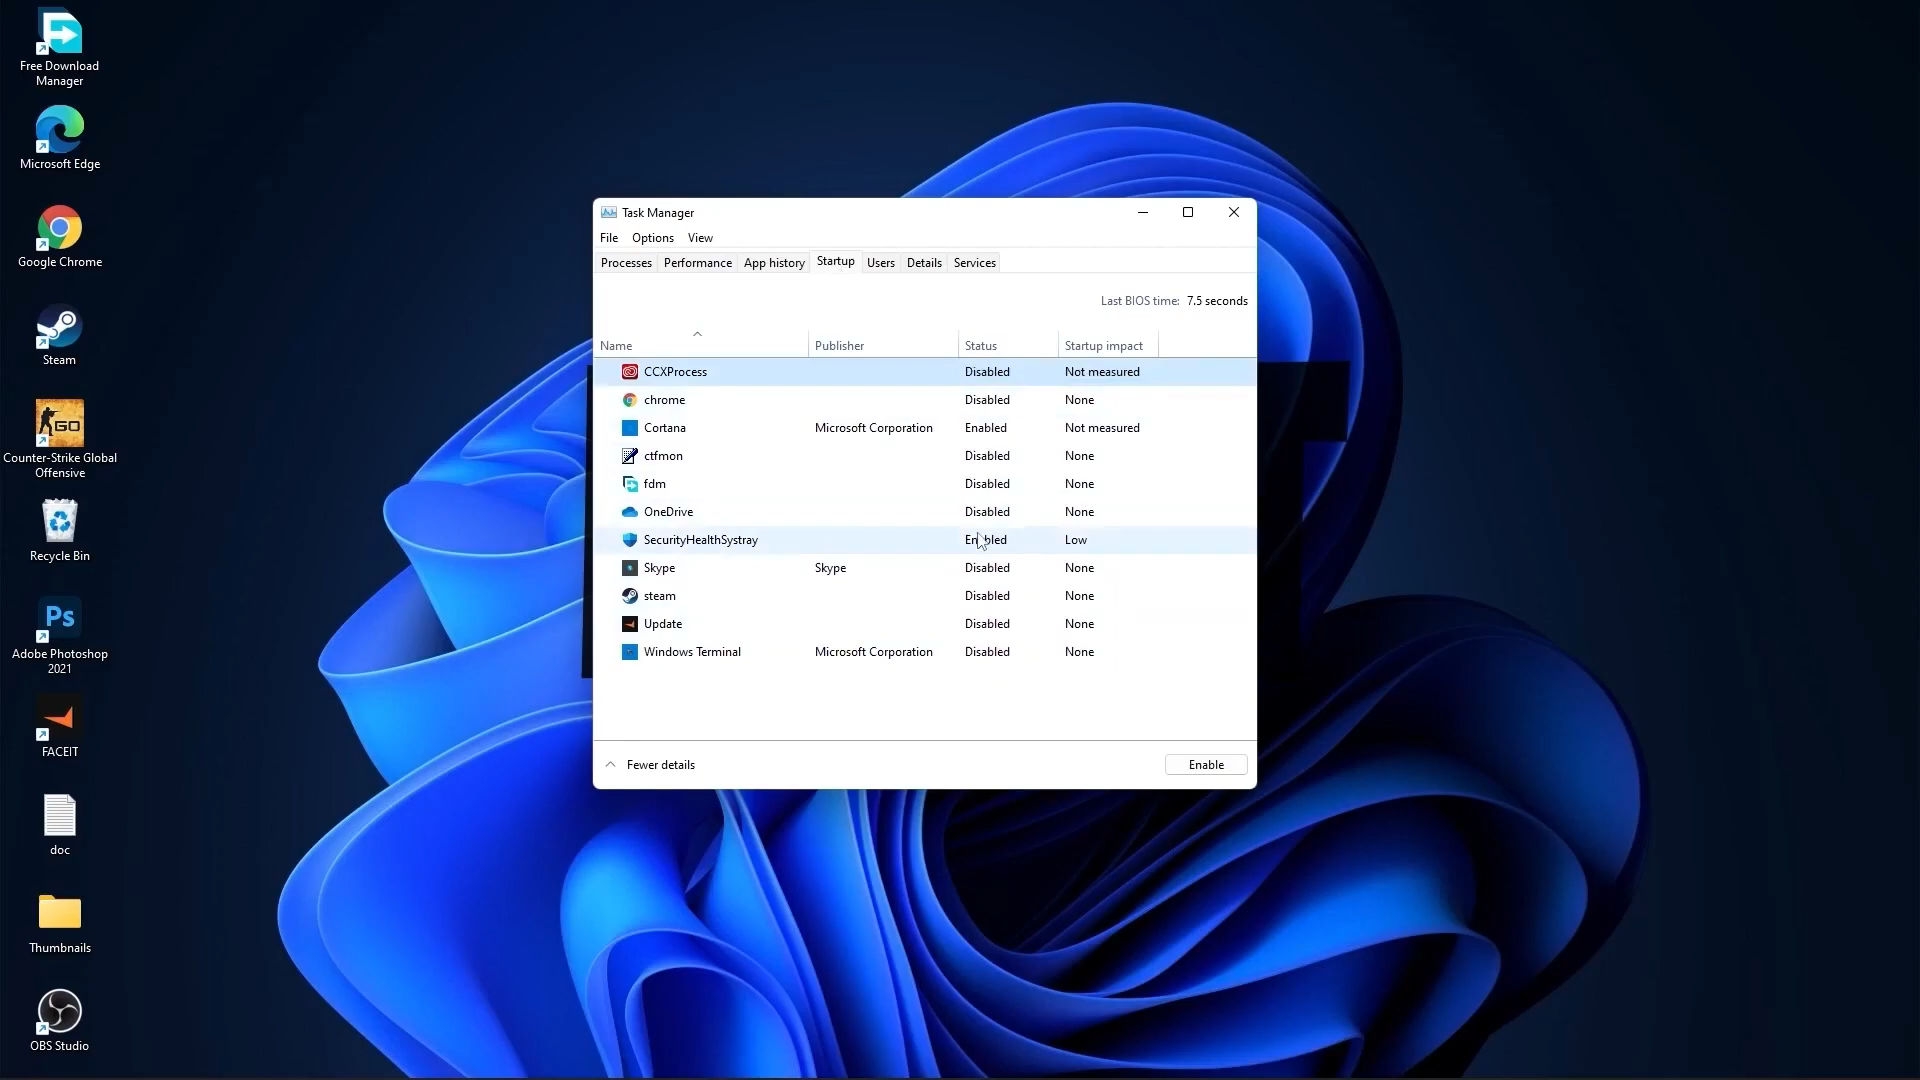 Free Download
Manager
Microsoft Edge
Google Chrome
Steam
GO
Counter-Strike Global
Offensive
Recycle Bin
Ps
Adobe Photoshop
2021
FACEIT
doc
Thumbnails
OBS Studio
Task Manager
File Options View
Processes Performance App history Startup Users Details Services
Last BIOS time: 7.5 seconds
Name Publisher Status Startup impact
CCXProcess Disabled Not measured
chrome Disabled None
Cortana Microsoft Corporation Enabled Not measured
ctfmon Disabled None
fdm Disabled None
OneDrive Disabled None
SecurityHealthSystray Enabled Low
Skype Skype Disabled None
steam Disabled None
Update Disabled None
Windows Terminal Microsoft Corporation Disabled None
Fewer details Enable